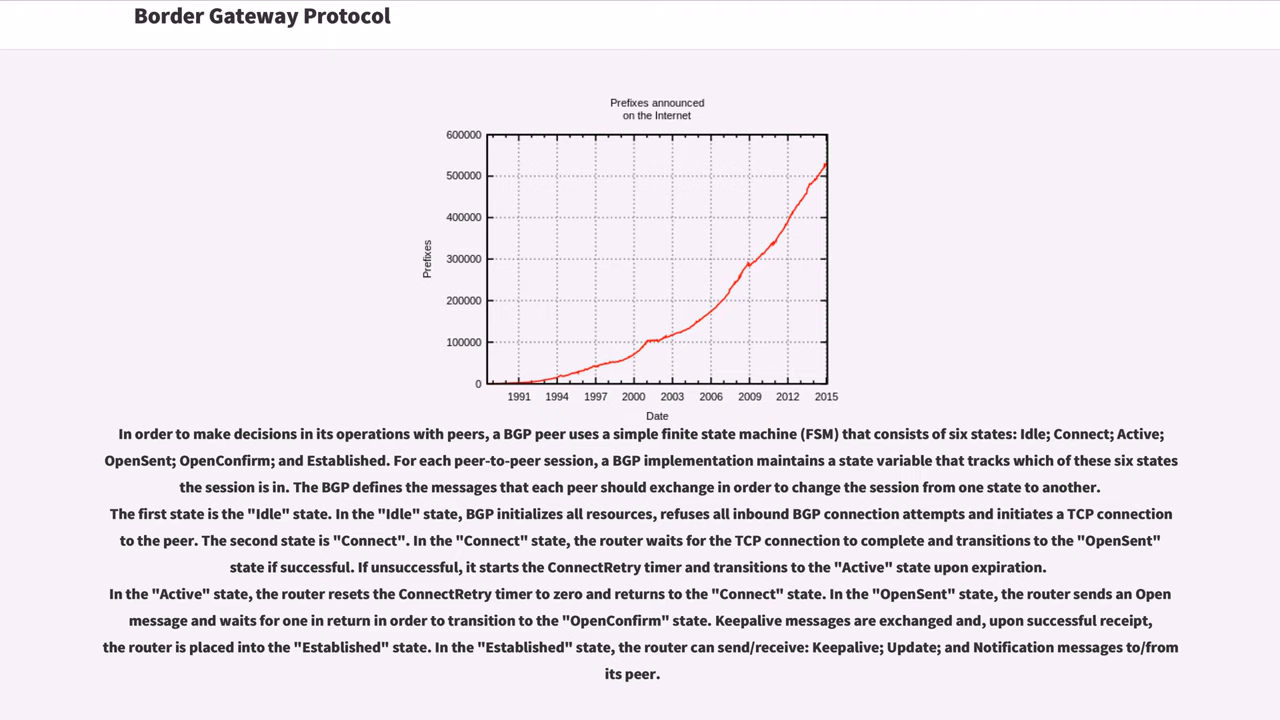 Border Gateway Protocol
Prefixes announced
on the Internet
600000
500000
400000
300000
200000
100000
0
Prefixes
1991 1994 1997 2000 2003 2006 2009 2012 2015
Date
In order to make decisions in its operations with peers, a BGP peer uses a simple finite state machine (FSM) that consists of six states: Idle; Connect; Active;
OpenSent; OpenConfirm; and Established. For each peer-to-peer session, a BGP implementation maintains a state variable that tracks which of these six states
the session is in. The BGP defines the messages that each peer should exchange in order to change the session from one state to another.
The first state is the "Idle" state. In the "Idle" state, BGP initializes all resources, refuses all inbound BGP connection attempts and initiates a TCP connection
to the peer. The second state is "Connect". In the "Connect" state, the router waits for the TCP connection to complete and transitions to the "OpenSent"
state if successful. If unsuccessful, it starts the ConnectRetry timer and transitions to the "Active" state upon expiration.
In the "Active" state, the router resets the ConnectRetry timer to zero and returns to the "Connect" state. In the "OpenSent" state, the router sends an Open
message and waits for one in return in order to transition to the "OpenConfirm" state. Keepalive messages are exchanged and, upon successful receipt,
the router is placed into the "Established" state. In the "Established" state, the router can send/receive: Keepalive; Update; and Notification messages to/from
its peer.